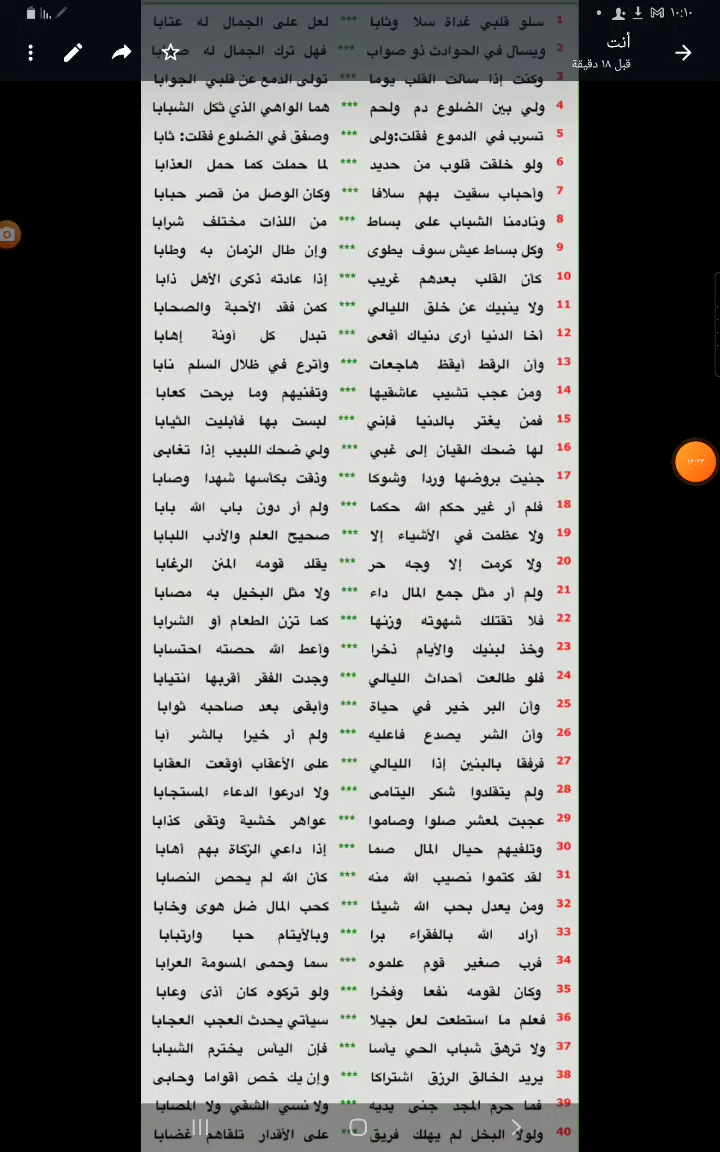 ١٠:١٠
أنت
قبل ١٨ دقيقة
1 سلو قلبي غداة سلا وثابا *** لعل على الجمال له عتابا
2 ويسال في الحوادث ذو صواب *** فهل ترك الجمال له صوابا
3 وكنت إذا سالت القلب يوما *** تولى الدمع عن قلبي الجوابا
4 ولي بين الضلوع دم ولحم *** هما الواهي الذي ثكل الشبابا
5 تسرب في الدموع فقلت:ولى *** وصفق في الضلوع فقلت: ثابا
6 ولو خلقت قلوب من حديد *** لما حملت كما حمل العذابا
7 وأحباب سقيت بهم سلافا *** وكان الوصل من قصر حبابا
8 ونادمنا الشباب على بساط *** من اللذات مختلف شرابا
9 وكل بساط عيش سوف يطوى *** وإن طال الزمان به وطابا
10 كأن القلب بعدهم غريب *** إذا عادته ذكرى الأهل ذابا
11 ولا ينبيك عن خلق الليالي *** كمن فقد الأحبة والصحابا
12 أخا الدنيا أرى دنياك أفعى *** تبدل كل أونة إهابا
13 وأن الرقط أيقظ هاجعات *** وأترع في ظلال السلم نابا
14 ومن عجب تشيب عاشقيها *** وتفنيهم وما برحت كعابا
15 فمن يغتر بالدنيا فإني *** لبست بها فأبليت الثيابا
16 لها ضحك القيان إلى غبي *** ولي ضحك اللبيب إذا تغابى
17 جنيت بروضها وردا وشوكا *** وذقت بكأسها شهدا وصابا
18 فلم أر غير حكم الله حكما *** ولم أر دون باب الله بابا
19 ولا عظمت في الأشياء إلا *** صحيح العلم والأدب اللبابا
20 ولا كرمت إلا وجه حر *** يقلد قومه المنن الرغابا
21 ولم أر مثل جمع المال داء *** ولا مثل البخيل به مصابا
22 فلا تقتلك شهوته وزنها *** كما تزن الطعام أو الشرابا
23 وخذ لبنيك والأيام ذخرا *** وأعط الله حصته احتسابا
24 فلو طالعت أحداث الليالي *** وجدت الفقر أقربها انتيابا
25 وأن البر خير في حياة *** وأبقى بعد صاحبه ثوابا
26 وأن الشر يصدع فاعليه *** ولم أر خيرا بالشر آبا
27 فرفقا بالبنين إذا الليالي *** على الأعقاب أوقعت العقابا
28 ولم يتقلدوا شكر اليتامى *** ولا ادرعوا الدعاء المستجابا
29 عجبت لمعشر صلوا وصاموا *** عواهر خشية وتقى كذابا
30 وتلفيهم حيال المال صما *** إذا داعي الزكاة بهم أهابا
31 لقد كتموا نصيب الله منه *** كأن الله لم يحص النصابا
32 ومن يعدل بحب الله شيئا *** كحب المال ضل هوى وخابا
33 أراد الله بالفقراء برا *** وبالأيتام حبا وارتبابا
34 فرب صغير قوم علموه *** سما وحمى المسومة العرابا
35 وكان لقومه نفعا وفخرا *** ولو تركوه كان أذى وعابا
36 فعلم ما استطعت لعل جيلا *** سيأتي يحدث العجب العجابا
37 ولا ترهق شباب الحي يأسا *** فإن اليأس يخترم الشبابا
38 يريد الخالق الرزق اشتراكا *** وإن يك خص أقواما وحابى
39 فما حرم المجد جنى يديه *** ولا نسي الشقي ولا المصابا
40 ولولا البخل لم يهلك فريق *** على الأقدار تلقاهم غضابا